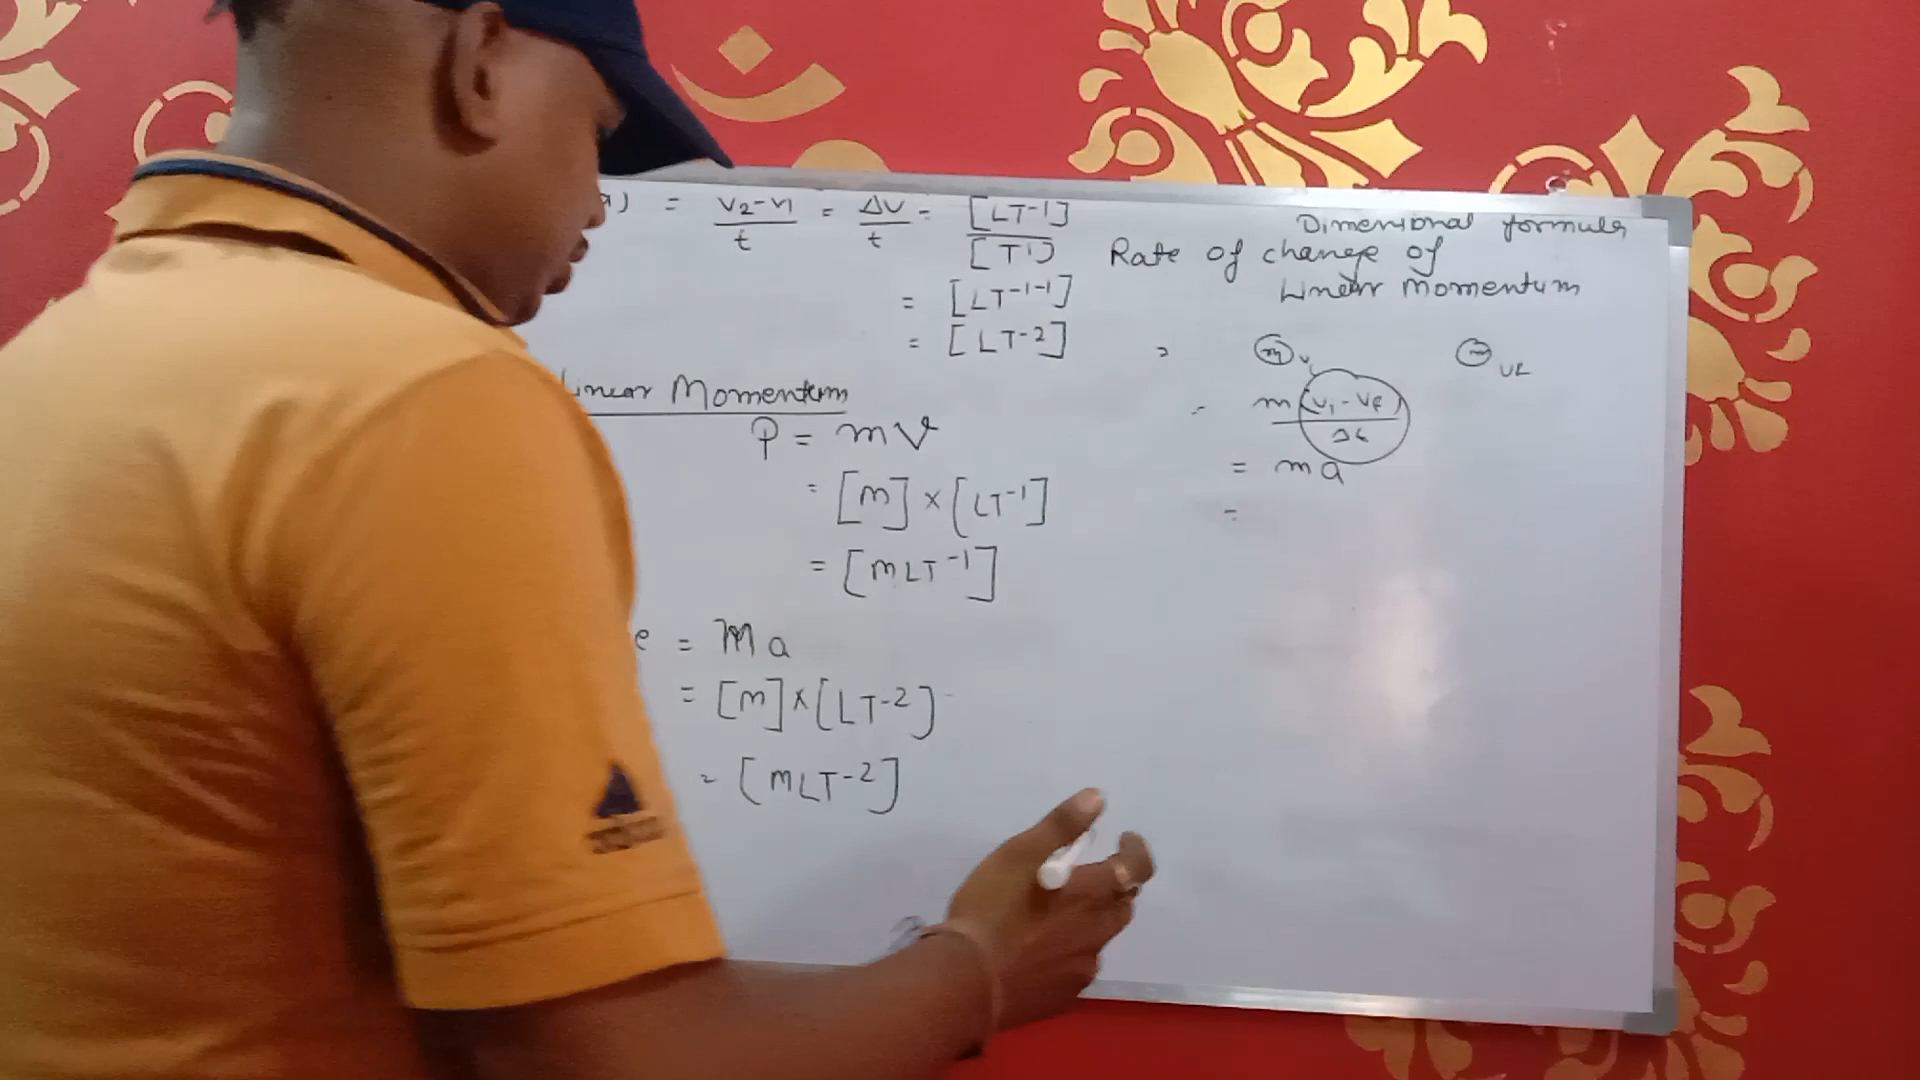 a) = V2-V1 / t = ΔV / t = [LT-1] / [T1]
= [LT-1-1]
= [LT-2]
Linear Momentum
P = mV
= [m] × [LT-1]
= [mLT-1]
e = Ma
= [m]×[LT-2]
= [mLT-2]
Dimensional formula
Rate of change of
Linear Momentum
m m
= m(V1-VF) / Δt
= ma
=